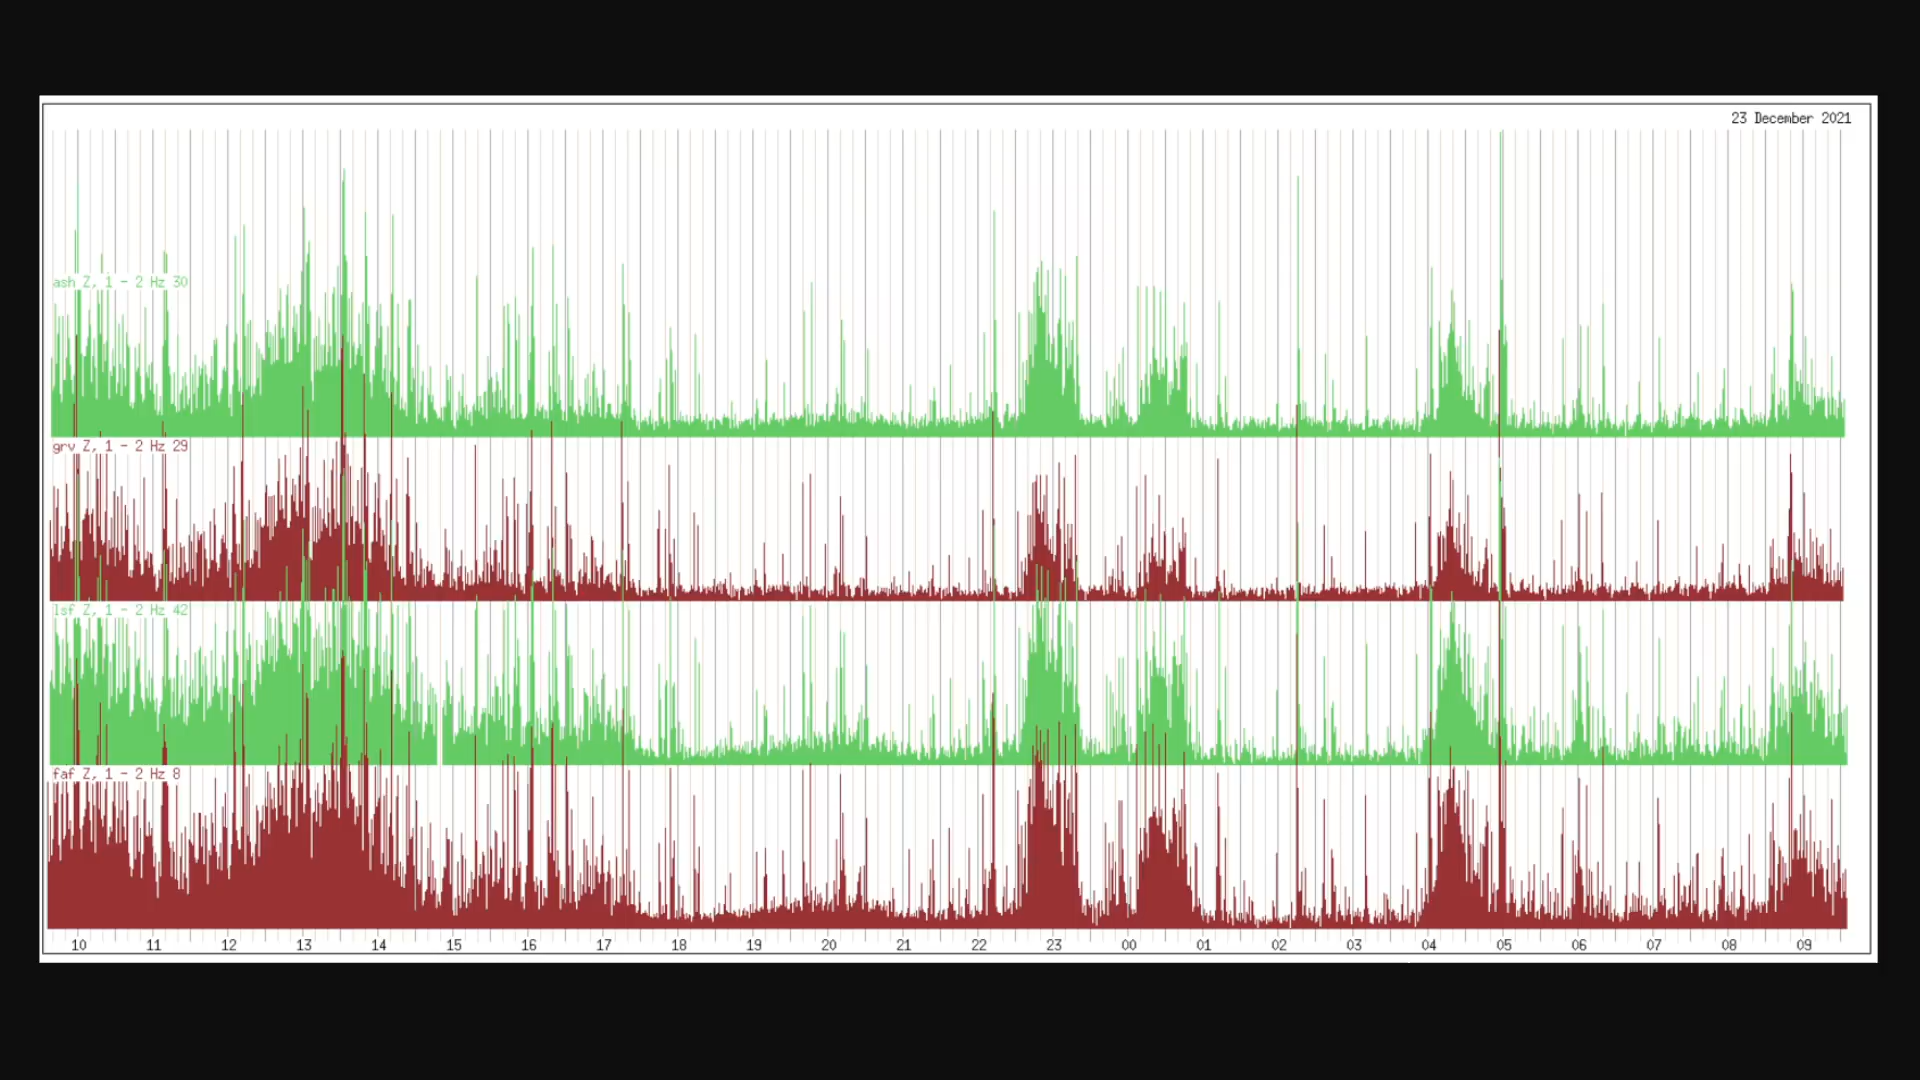 23 December 2021
ash Z, 1 - 2 Hz 30
grv Z, 1 - 2 Hz 29
lsf Z, 1 - 2 Hz 42
faf Z, 1 - 2 Hz 8
10 11 12 13 14 15 16 17 18 19 20 21 22 23 00 01 02 03 04 05 06 07 08 09